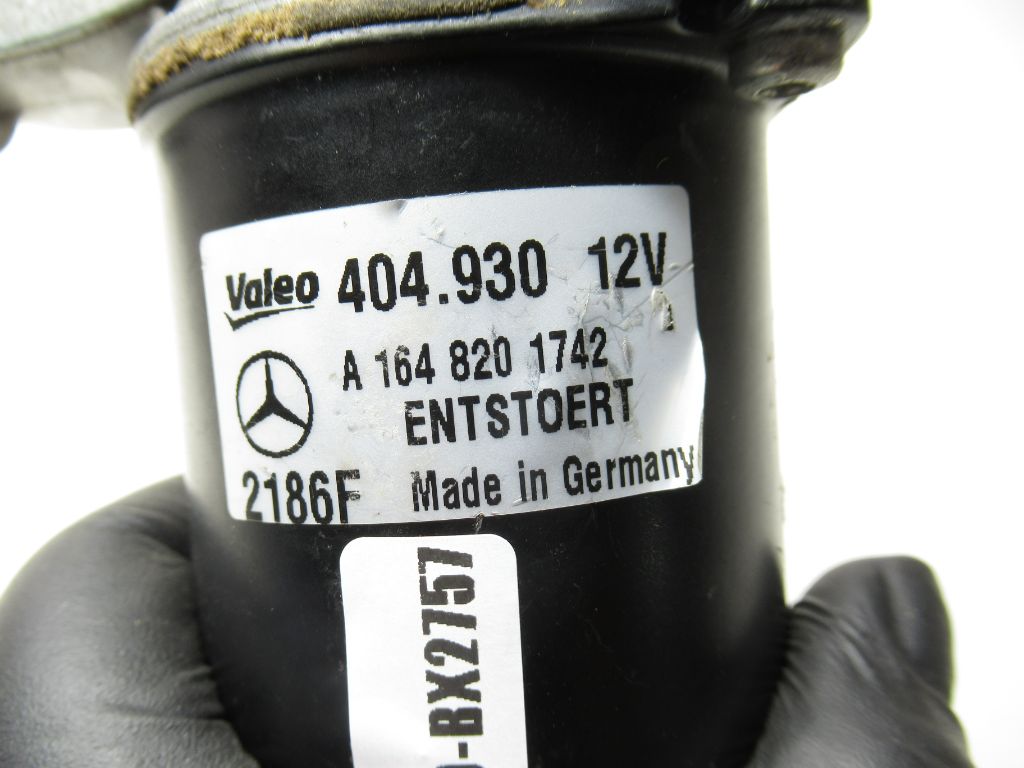 Valeo 404.930 12V
A 164 820 1742
ENTSTOERT
2186F Made in Germany
-BX2757